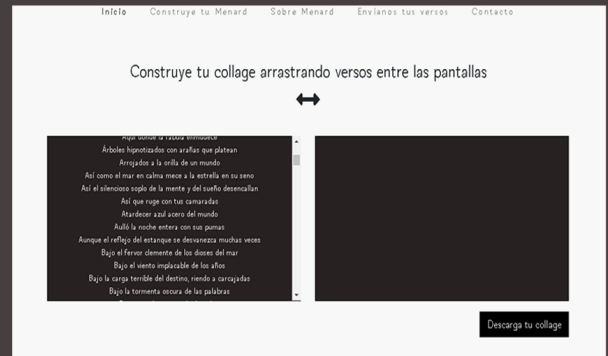 Inicio Construye tu Menard Sobre Menard Envíanos tus versos Contacto
Construye tu collage arrastrando versos entre las pantallas
Aquí donde la fábula enmudece
Árboles hipnotizados con arañas que platean
Arrojados a la orilla de un mundo
Así como el mar en calma mece a la estrella en su seno
Así el silencioso soplo de la mente y del sueño desencallan
Así que ruge con tus camaradas
Atardecer azul acero del mundo
Aulló la noche entera con sus pumas
Aunque el reflejo del estanque se desvanezca muchas veces
Bajo el fervor clemente de los dioses del mar
Bajo el viento implacable de los años
Bajo la carga terrible del destino, riendo a carcajadas
Bajo la tormenta oscura de las palabras
Descarga tu collage